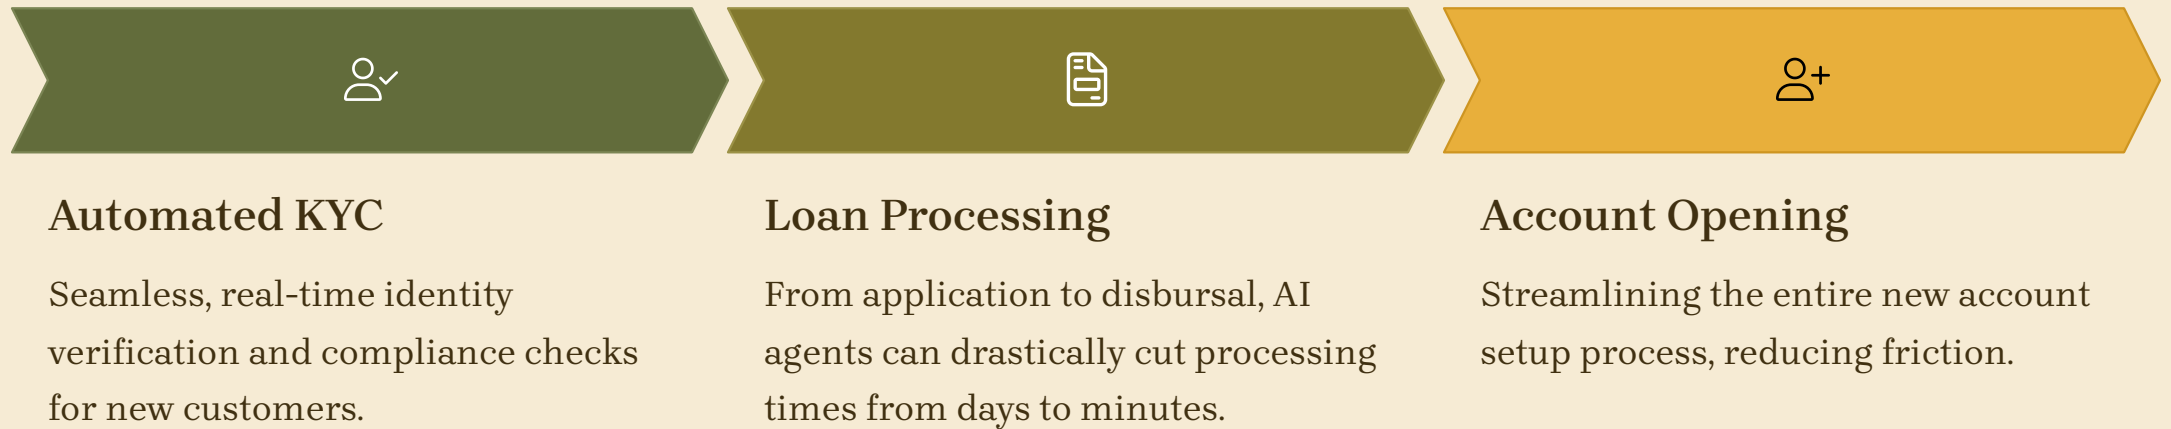 Automated KYC
Seamless, real-time identity
verification and compliance checks
for new customers.
Loan Processing
From application to disbursal, AI
agents can drastically cut processing
times from days to minutes.
Account Opening
Streamlining the entire new account
setup process, reducing friction.